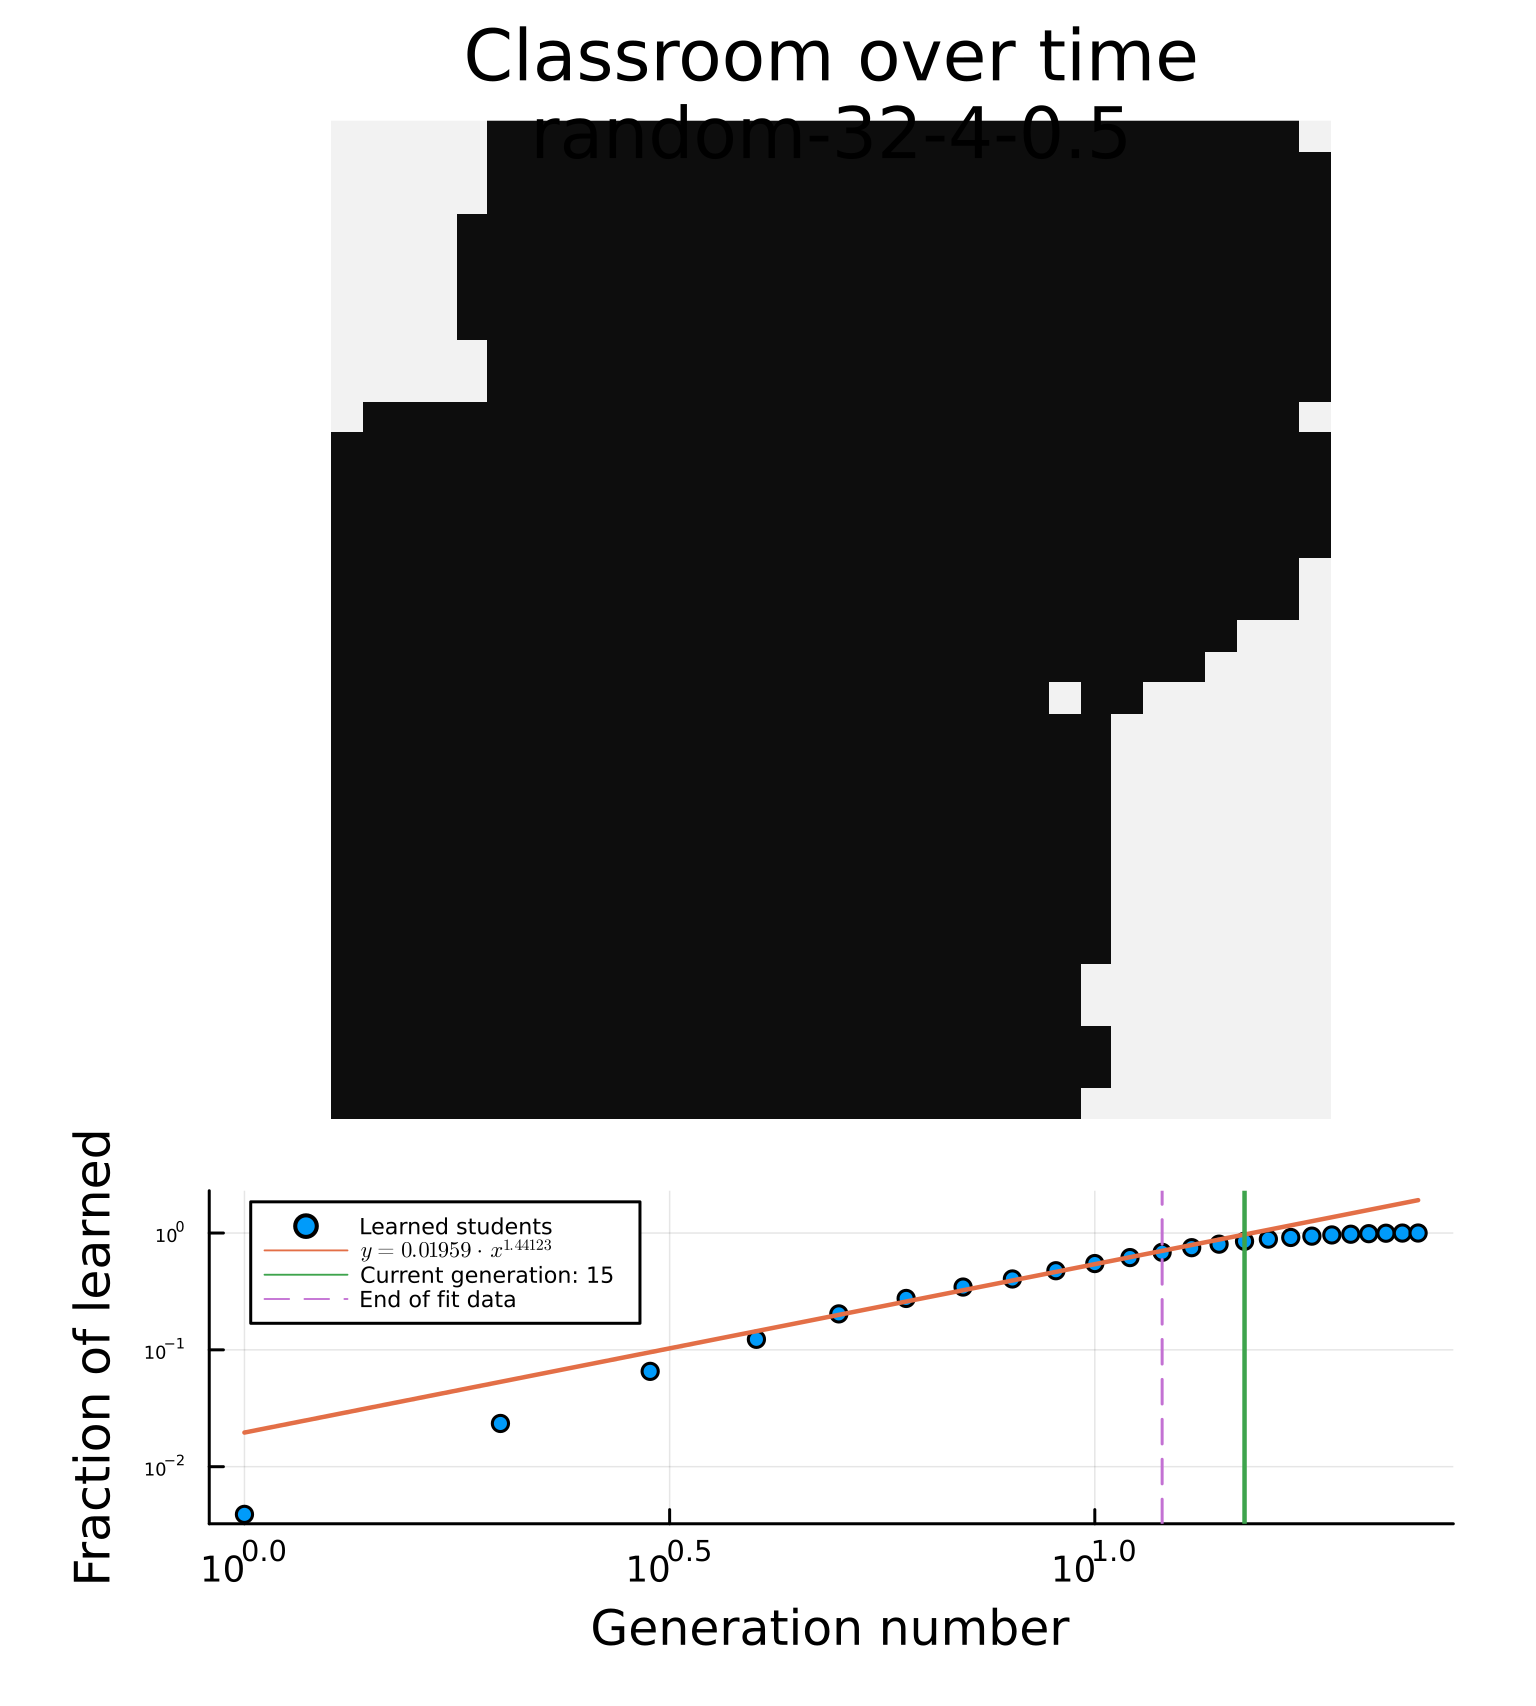 Classroom over time
random-32-4-0.5
Fraction of learned
10⁰
10⁻¹
10⁻²
Learned students
y = 0.01959 · x^1.44123
Current generation: 15
End of fit data
10^0.0 10^0.5 10^1.0
Generation number